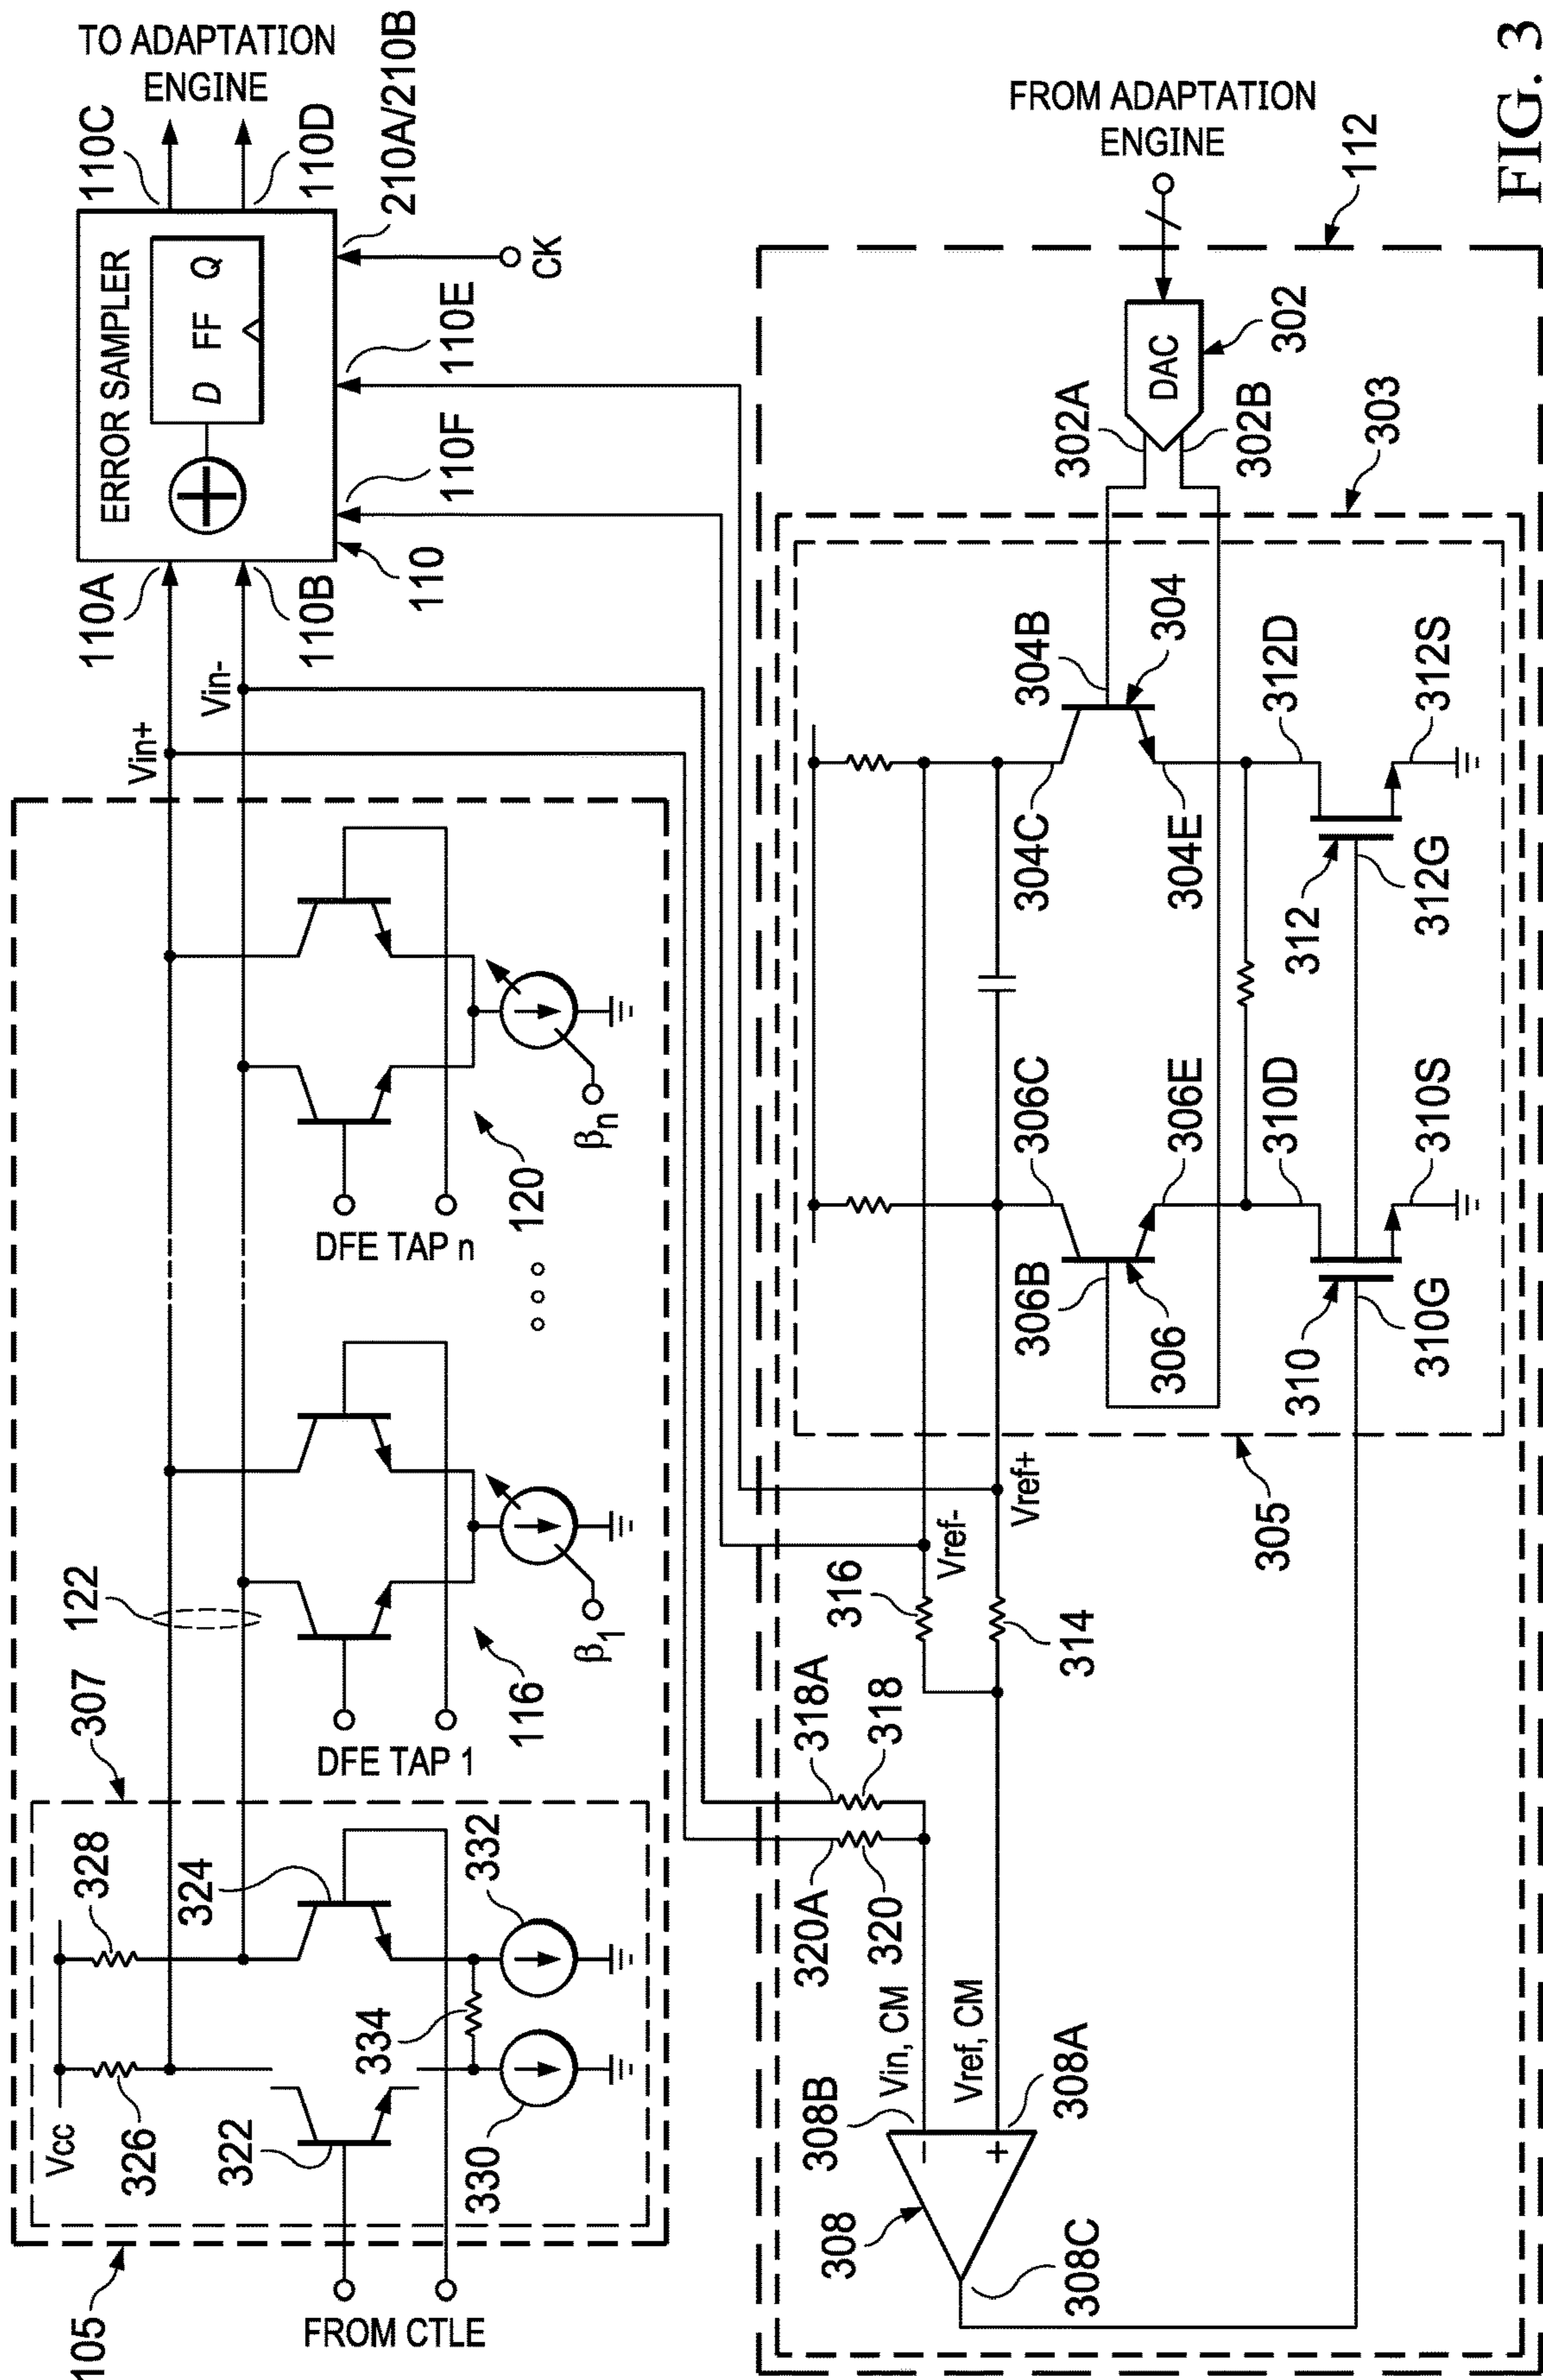 105
307
122
Vcc
326
328
322
324
334
330
332
FROM CTLE
DFE TAP 1
116
β1
DFE TAP n
120
βn
Vin+
Vin-
110A
110B
ERROR SAMPLER
D FF Q
110C
110D
TO ADAPTATION
ENGINE
110
110F
110E
210A/210B
CK
308
308B
308A
308C
Vin, CM
Vref, CM
320A
320
318A
318
316
314
Vref-
Vref+
305
306B
306
306C
306E
304C
304E
304B
304
310
310G
310D
310S
312
312G
312D
312S
302A
302B
DAC
302
303
112
FROM ADAPTATION
ENGINE
FIG. 3